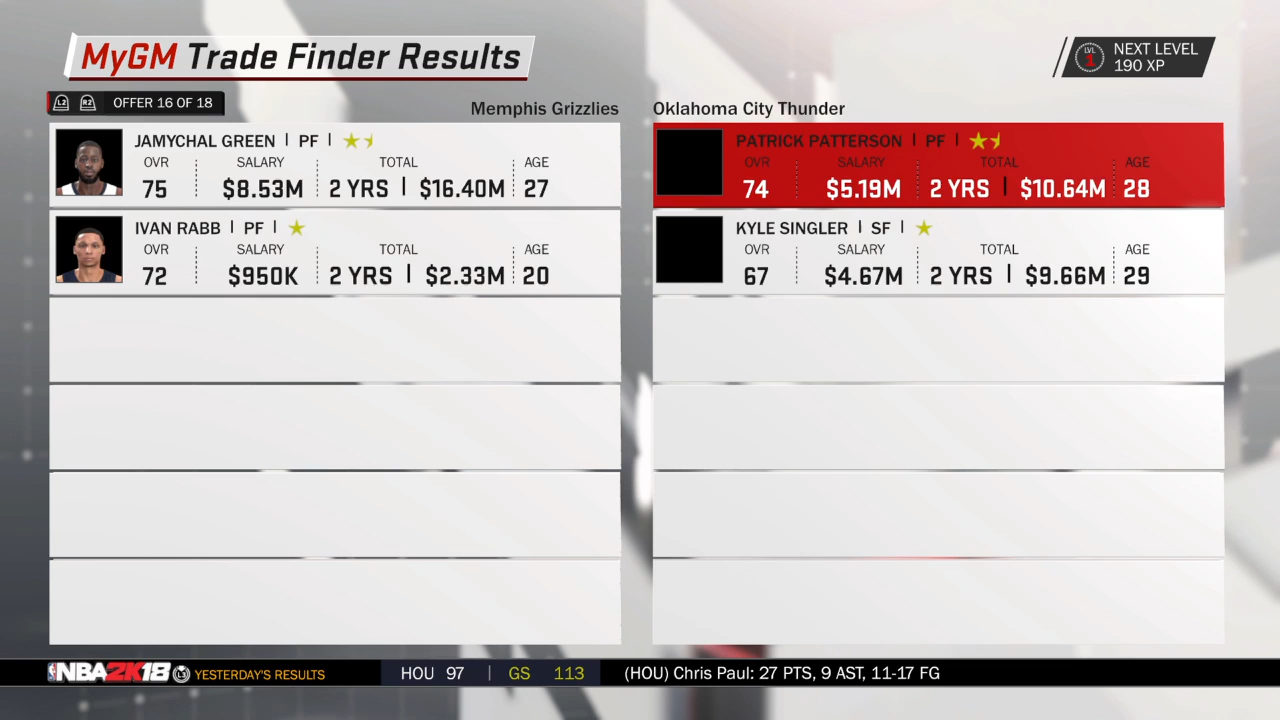 MyGM Trade Finder Results
LVL 1 NEXT LEVEL
190 XP
L2 R2 OFFER 16 OF 18
Memphis Grizzlies
Oklahoma City Thunder
JAMYCHAL GREEN | PF |
OVR SALARY TOTAL AGE
75 $8.53M 2 YRS | $16.40M 27
IVAN RABB | PF |
OVR SALARY TOTAL AGE
72 $950K 2 YRS | $2.33M 20
PATRICK PATTERSON | PF |
OVR SALARY TOTAL AGE
74 $5.19M 2 YRS | $10.64M 28
KYLE SINGLER | SF |
OVR SALARY TOTAL AGE
67 $4.67M 2 YRS | $9.66M 29
NBA2K18 YESTERDAY'S RESULTS HOU 97 | GS 113 (HOU) Chris Paul: 27 PTS, 9 AST, 11-17 FG